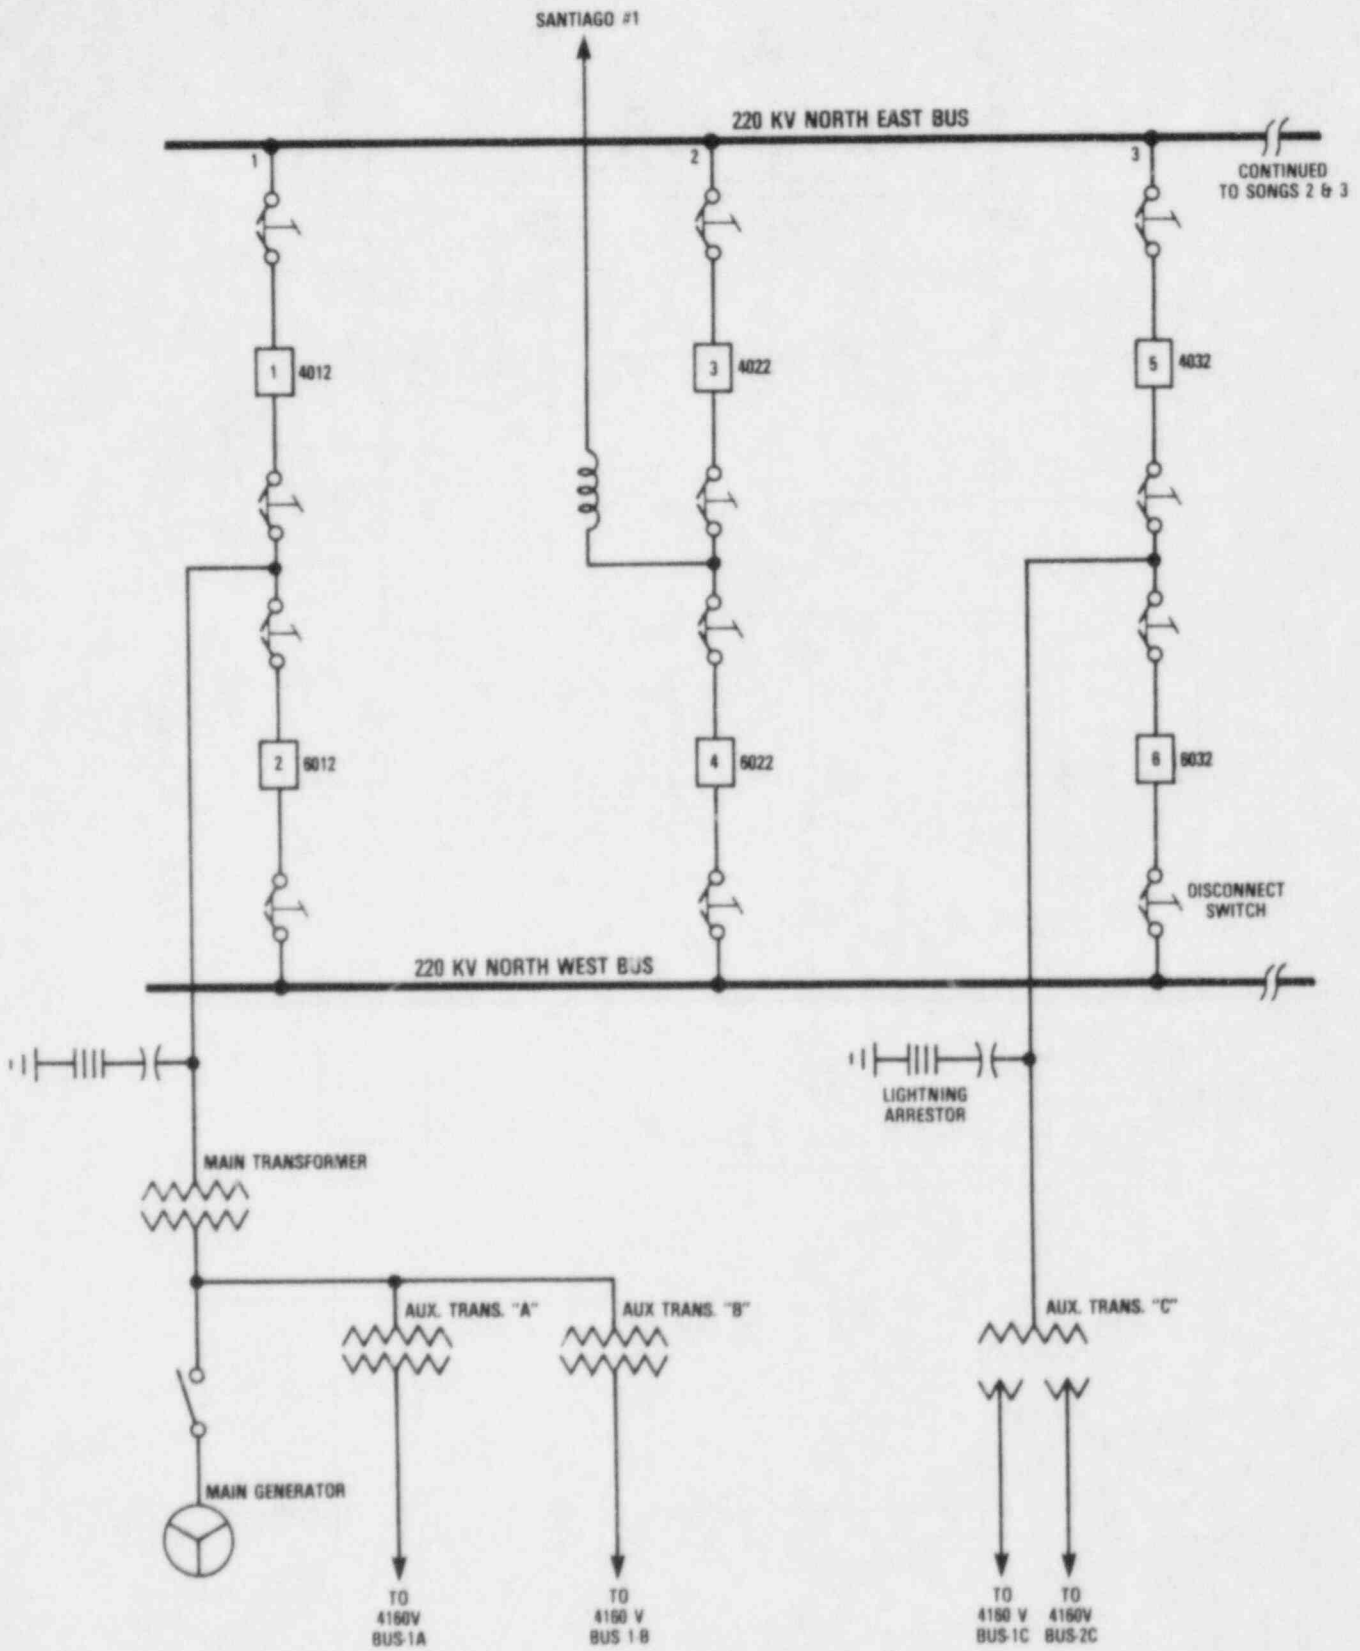 SANTIAGO #1
220 KV NORTH EAST BUS
1
2
3
CONTINUED
TO SONGS 2 & 3
1 4012
3 4022
5 4032
2 6012
4 6022
6 6032
DISCONNECT
SWITCH
220 KV NORTH WEST BUS
LIGHTNING
ARRESTOR
MAIN TRANSFORMER
AUX. TRANS. "A"
AUX TRANS. "B"
AUX. TRANS. "C"
MAIN GENERATOR
TO
4160V
BUS-1A
TO
4160 V
BUS 1-B
TO
4160 V
BUS-1C
TO
4160V
BUS-2C